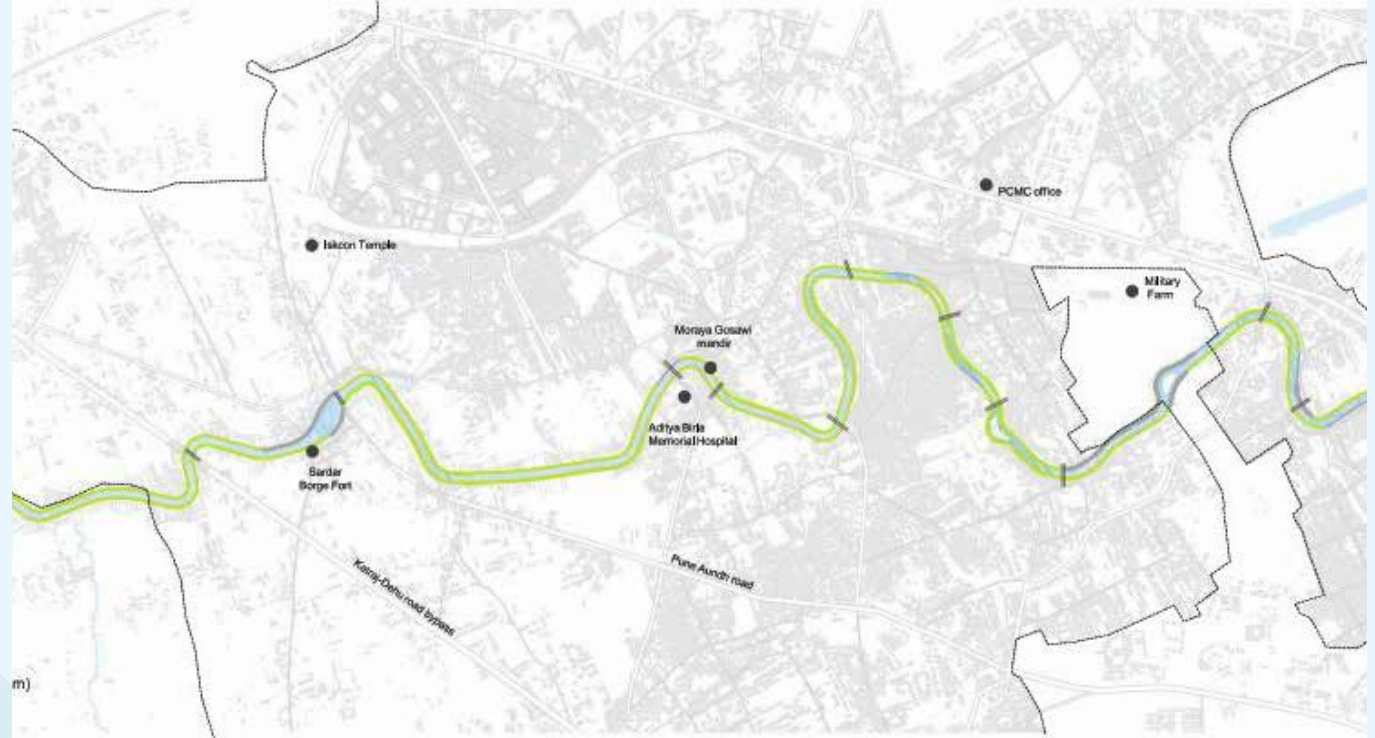 PCMC office
Iskcon Temple
Military
Farm
Moraya Gosawi
mandir
Aditya Birla
Memorial Hospital
Sardar
Borge Fort
Pune Aundh road
Katraj-Dehu road bypass
m)